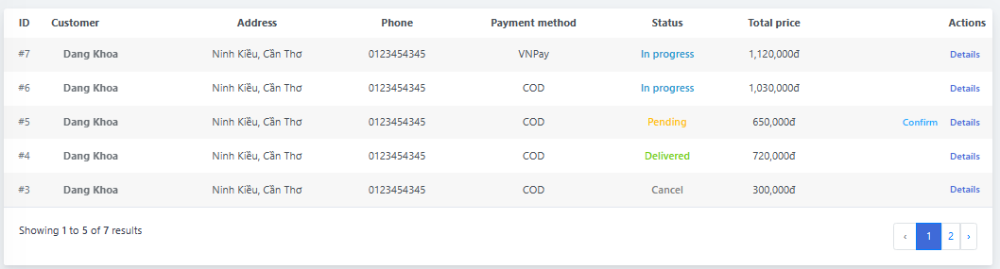 ID Customer Address Phone Payment method Status Total price Actions
#7 Dang Khoa Ninh Kiều, Cần Thơ 0123454345 VNPay In progress 1,120,000đ Details
#6 Dang Khoa Ninh Kiều, Cần Thơ 0123454345 COD In progress 1,030,000đ Details
#5 Dang Khoa Ninh Kiều, Cần Thơ 0123454345 COD Pending 650,000đ Confirm Details
#4 Dang Khoa Ninh Kiều, Cần Thơ 0123454345 COD Delivered 720,000đ Details
#3 Dang Khoa Ninh Kiều, Cần Thơ 0123454345 COD Cancel 300,000đ Details
Showing 1 to 5 of 7 results ‹ 1 2 ›